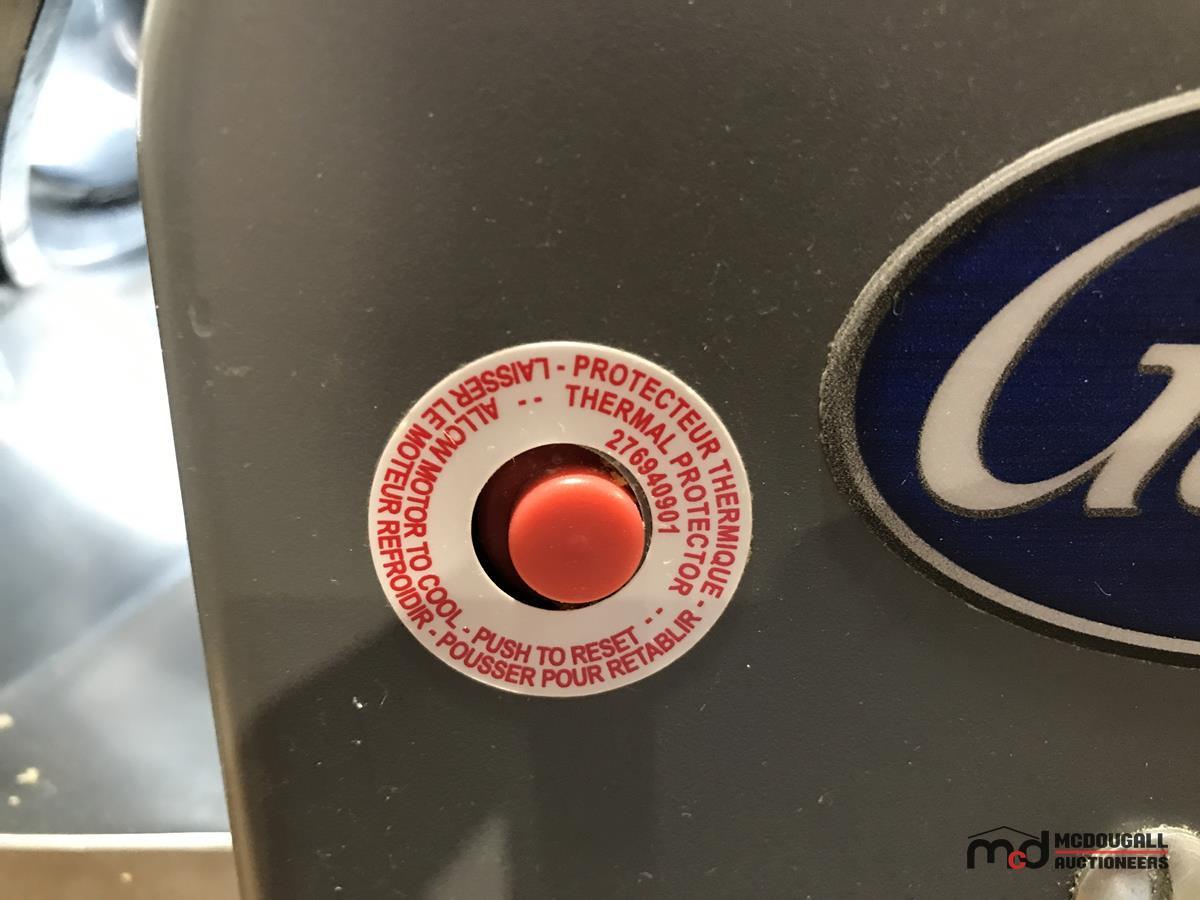 PROTECTEUR THERMIQUE - POUSSER POUR RETABLIR - LAISSER LE MOTEUR REFROIDIR -
THERMAL PROTECTOR -- PUSH TO RESET - ALLOW MOTOR TO COOL --
276940901
mcd MCDOUGALL
AUCTIONEERS